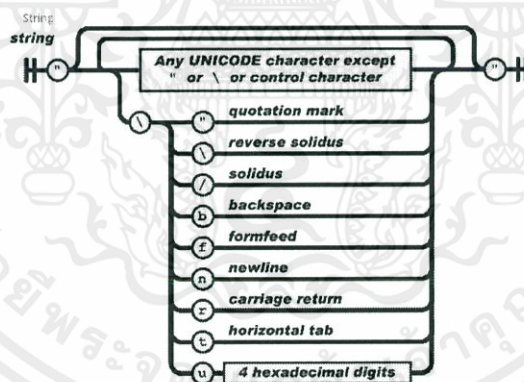 String
string
" Any UNICODE character except "
" or \ or control character
\ " quotation mark
\ reverse solidus
/ solidus
b backspace
f formfeed
n newline
r carriage return
t horizontal tab
u 4 hexadecimal digits